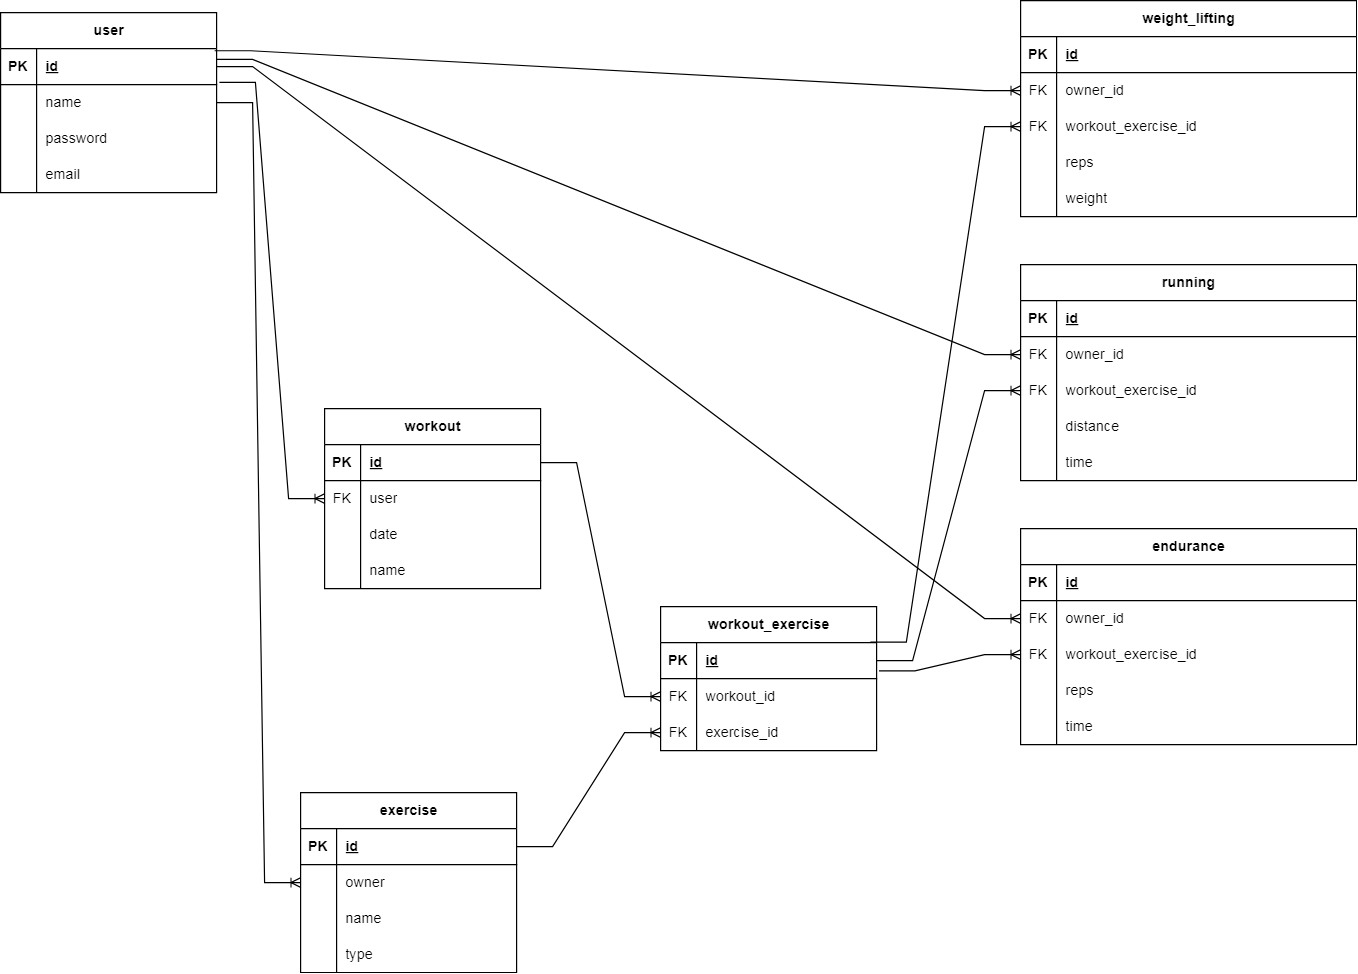 user
PK id
name
password
email
weight_lifting
PK id
FK owner_id
FK workout_exercise_id
reps
weight
running
PK id
FK owner_id
FK workout_exercise_id
distance
time
workout
PK id
FK user
date
name
endurance
PK id
FK owner_id
FK workout_exercise_id
reps
time
workout_exercise
PK id
FK workout_id
FK exercise_id
exercise
PK id
owner
name
type